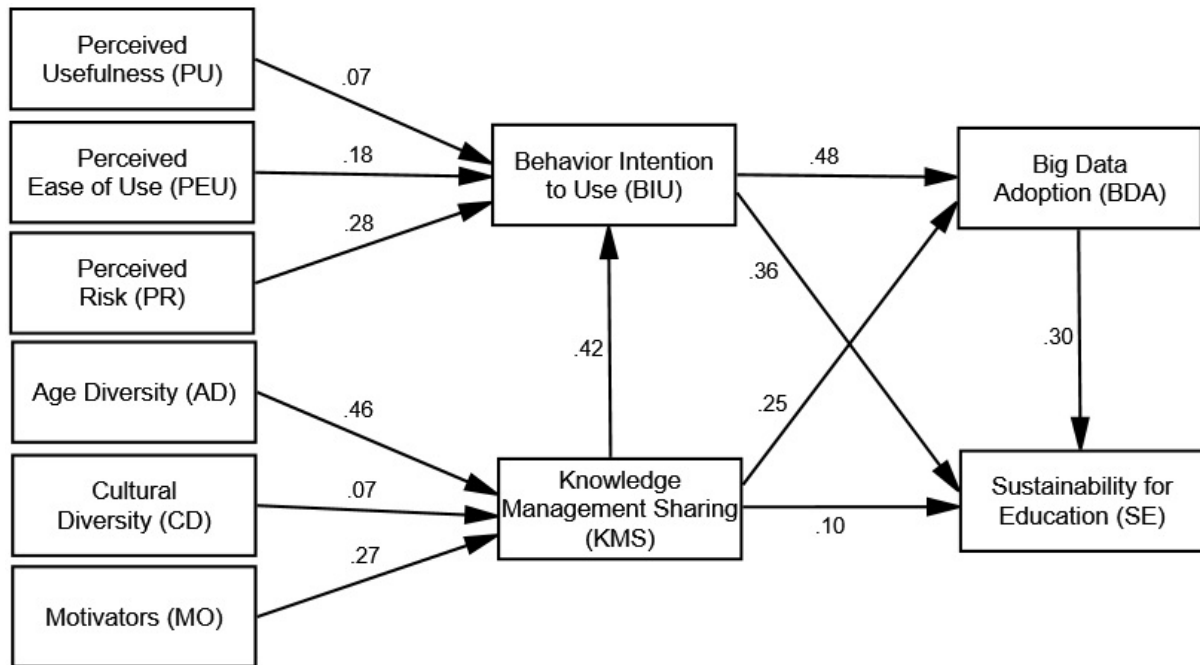 Perceived
Usefulness (PU)
.07
Perceived
Ease of Use (PEU)
.18
Perceived
Risk (PR)
.28
Age Diversity (AD)
.46
Cultural
Diversity (CD)
.07
Motivators (MO)
.27
Behavior Intention
to Use (BIU)
.42
Knowledge
Management Sharing
(KMS)
.48
.36
.25
.10
Big Data
Adoption (BDA)
.30
Sustainability for
Education (SE)